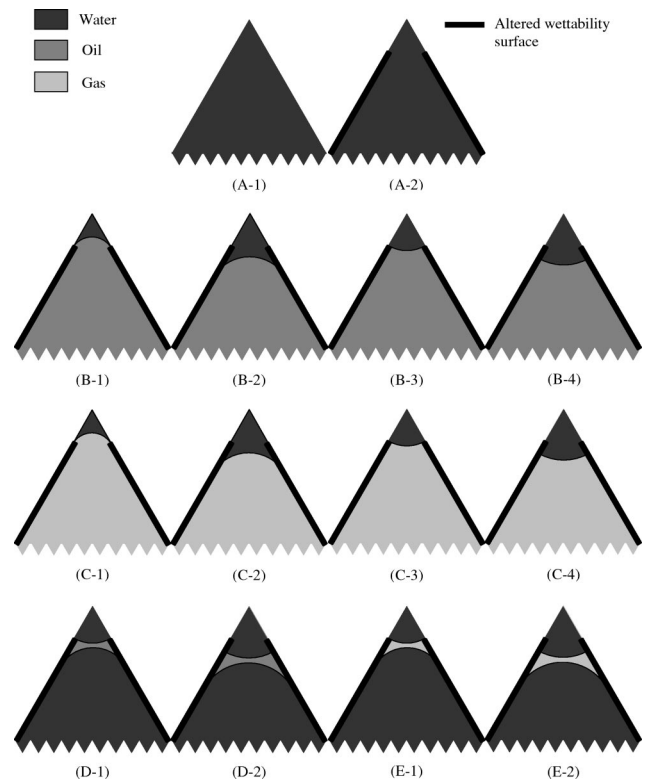 Water
Oil
Gas
Altered wettability
surface
(A-1) (A-2)
(B-1) (B-2) (B-3) (B-4)
(C-1) (C-2) (C-3) (C-4)
(D-1) (D-2) (E-1) (E-2)